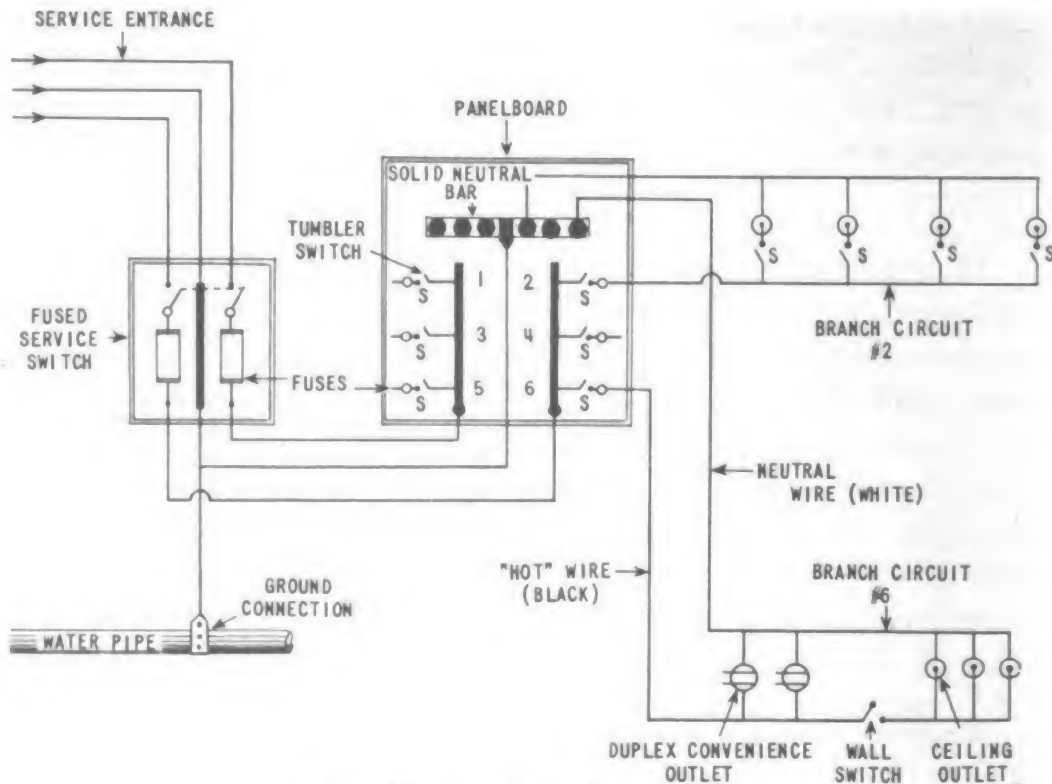 SERVICE ENTRANCE
PANELBOARD
SOLID NEUTRAL
BAR
TUMBLER
SWITCH
1
2
S
S
3
4
S
S
5
6
S
S
S
S
S
S
FUSED
SERVICE
SWITCH
FUSES
BRANCH CIRCUIT
#2
NEUTRAL
WIRE (WHITE)
"HOT" WIRE
(BLACK)
GROUND
CONNECTION
WATER PIPE
BRANCH CIRCUIT
#6
DUPLEX CONVENIENCE
OUTLET
WALL
SWITCH
CEILING
OUTLET